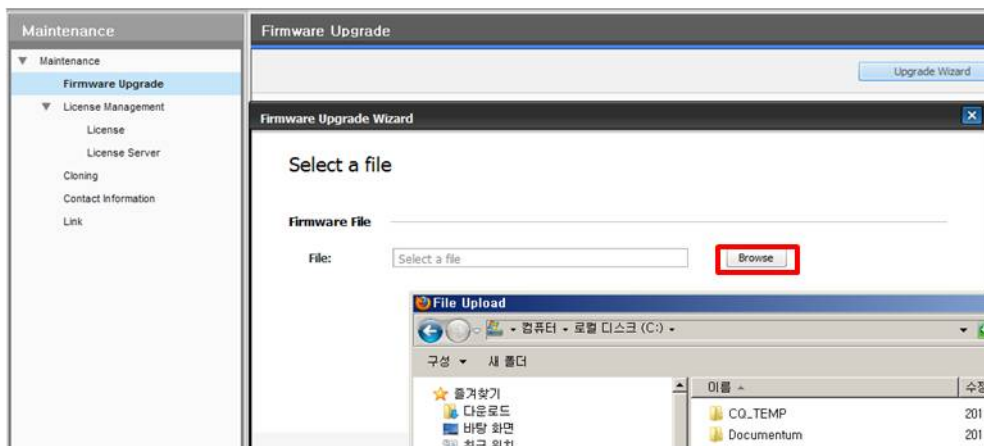 Maintenance
Maintenance
Firmware Upgrade
License Management
License
License Server
Cloning
Contact Information
Link
Firmware Upgrade
Upgrade Wizard
Firmware Upgrade Wizard
Select a file
Firmware File
File: Select a file Browse
File Upload
컴퓨터 로컬 디스크 (C:)
구성 새 폴더
즐겨찾기
다운로드
바탕 화면
이름
CQ_TEMP 201
Documentum 201